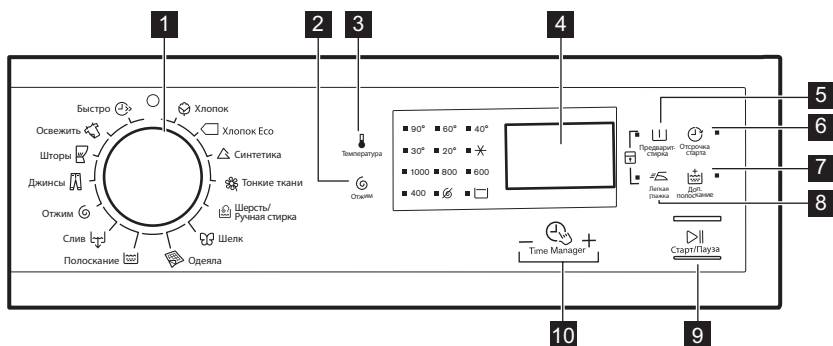 1
2
3
4
5
6
7
8
9
10
Быстро
Освежить
Шторы
Джинсы
Отжим
Слив
Полоскание
Хлопок
Хлопок Eco
Синтетика
Тонкие ткани
Шерсть/
Ручная стирка
Шелк
Одеяла
Температура
Отжим
90° 60° 40°
30° 20°
1000 800 600
400
Предварит.
стирка
Отсрочка
старта
Легкая
глажка
Доп.
полоскание
Time Manager
Старт/Пауза